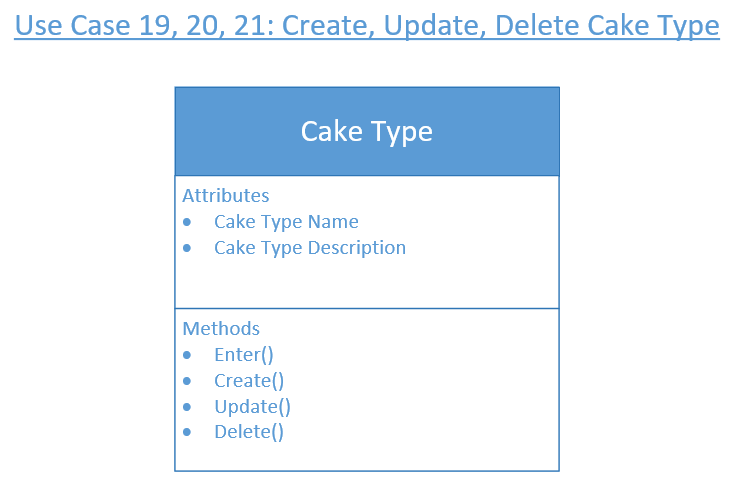 Use Case 19, 20, 21: Create, Update, Delete Cake Type
Cake Type
Attributes
• Cake Type Name
• Cake Type Description
Methods
• Enter()
• Create()
• Update()
• Delete()